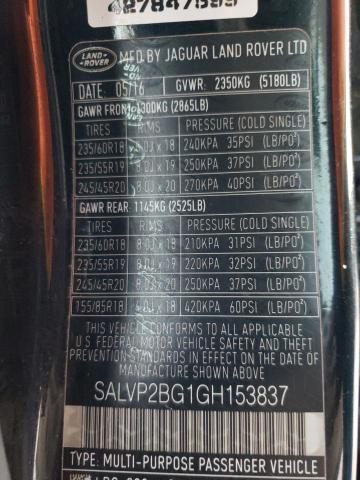 427847599
LAND ROVER MFD BY JAGUAR LAND ROVER LTD
DATE: 05/16 GVWR: 2350KG (5180LB)
GAWR FRONT: 1300KG (2865LB)
TIRES RIMS PRESSURE (COLD SINGLE)
235/60R18 8.0J x 18 240KPA 35PSI (LB/PO²)
235/55R19 8.0J x 19 250KPA 37PSI (LB/PO²)
245/45R20 8.0J x 20 270KPA 40PSI (LB/PO²)
GAWR REAR: 1145KG (2525LB)
TIRES RIMS PRESSURE (COLD SINGLE)
235/60R18 8.0J x 18 210KPA 31PSI (LB/PO²)
235/55R19 8.0J x 19 220KPA 32PSI (LB/PO²)
245/45R20 8.0J x 20 250KPA 37PSI (LB/PO²)
155/85R18 4.0J x 18 420KPA 60PSI (LB/PO²)
THIS VEHICLE CONFORMS TO ALL APPLICABLE
U S FEDERAL MOTOR VEHICLE SAFETY AND THEFT
PREVENTION STANDARDS IN EFFECT ON THE DATE
OF MANUFACTURE SHOWN ABOVE
SALVP2BG1GH153837
TYPE: MULTI-PURPOSE PASSENGER VEHICLE